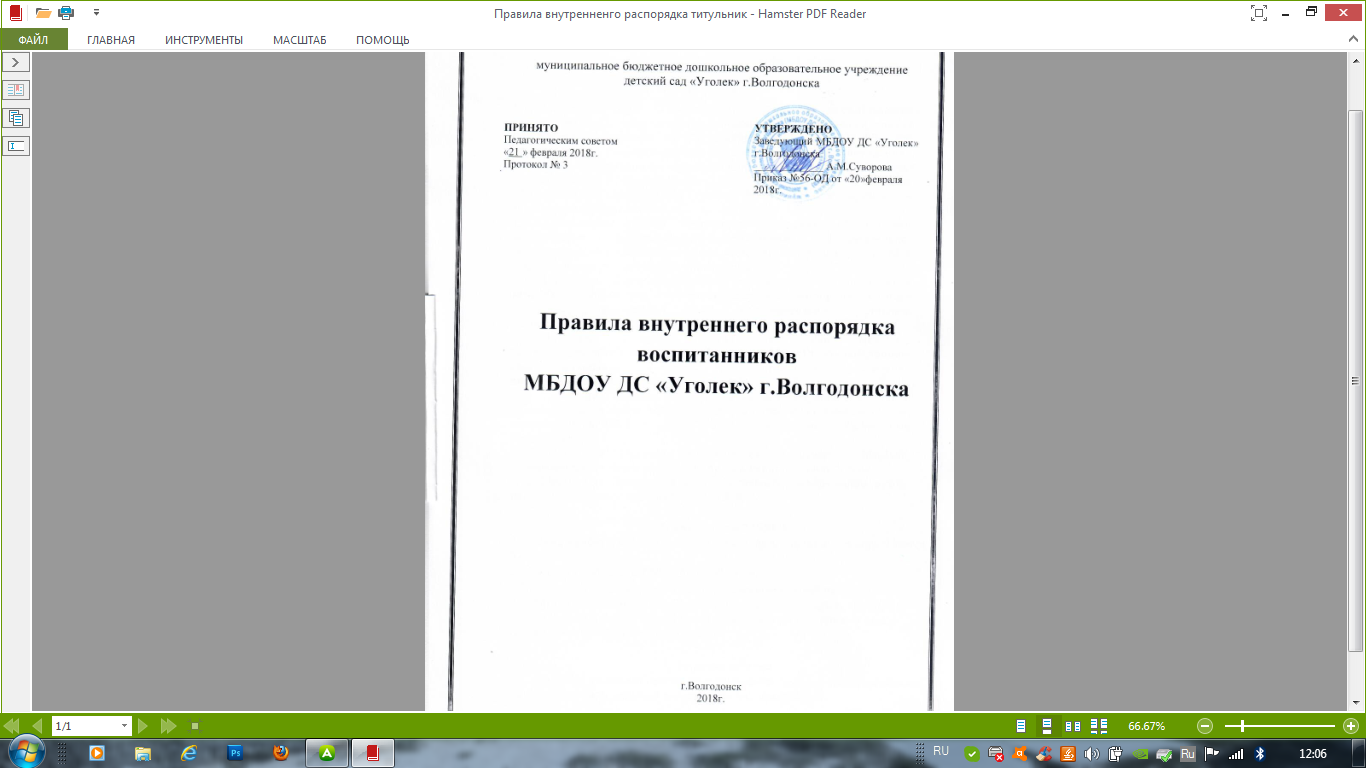 Правила внутренненго распорядка титульник - Hamster PDF Reader
ФАЙЛ ГЛАВНАЯ ИНСТРУМЕНТЫ МАСШТАБ ПОМОЩЬ
муниципальное бюджетное дошкольное образовательное учреждение
детский сад «Уголек» г.Волгодонска
ПРИНЯТО
Педагогическим советом
«21 » февраля 2018г.
Протокол № 3
УТВЕРЖДЕНО
Заведующий МБДОУ ДС «Уголек»
г.Волгодонска
А.М.Суворова
Приказ №56-ОД от «20»февраля
2018г.
Правила внутреннего распорядка
воспитанников
МБДОУ ДС «Уголек» г.Волгодонска
г.Волгодонск
2018г.
1/1
66.67%
RU
Ru
12:06